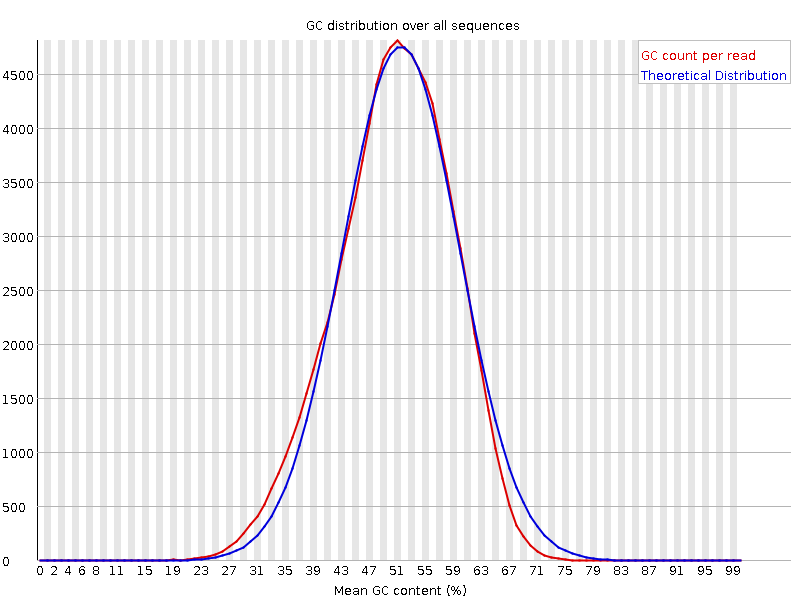 GC distribution over all sequences
GC count per read
Theoretical Distribution
4500
4000
3500
3000
2500
2000
1500
1000
500
0
0 2 4 6 8 11 15 19 23 27 31 35 39 43 47 51 55 59 63 67 71 75 79 83 87 91 95 99
Mean GC content (%)